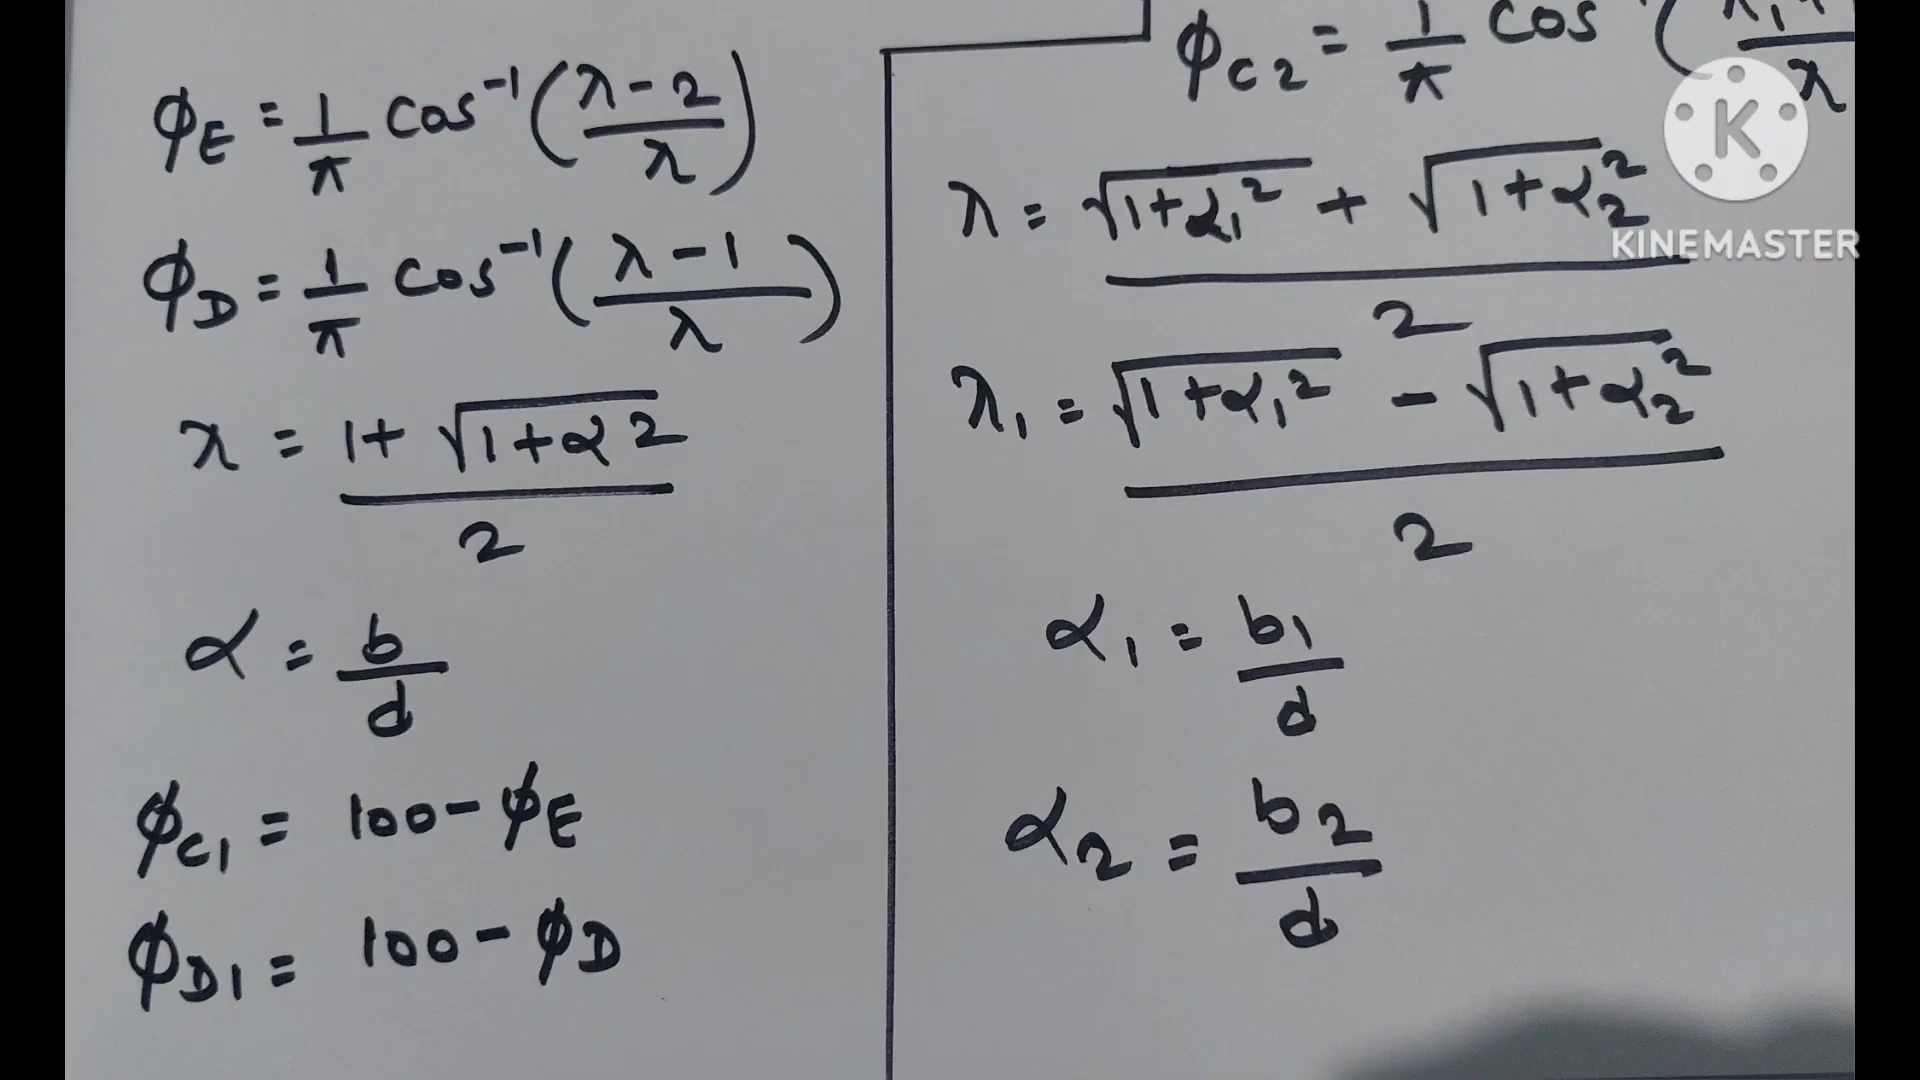 φE = 1/π cos⁻¹ (λ-2/λ)
φD = 1/π cos⁻¹ (λ-1/λ)
λ = 1+√1+α2 / 2
α = b/d
φC1 = 100-φE
φD1 = 100-φD
φC2 = 1/π cos
λ = √1+α₁² + √1+α₂² / 2
λ₁ = √1+α₁² - √1+α₂² / 2
α₁ = b1/d
α₂ = b2/d
K
KINEMASTER